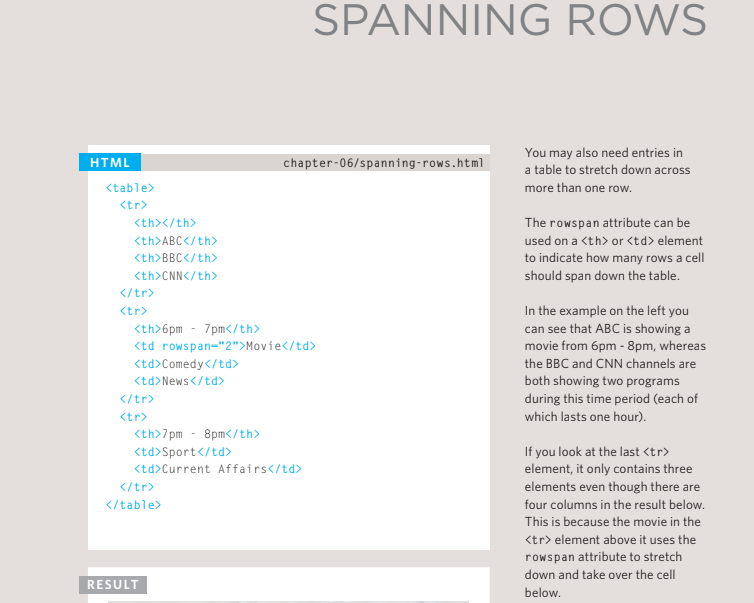 SPANNING ROWS
HTML
chapter-06/spanning-rows.html
<table>
  <tr>
    <th></th>
    <th>ABC</th>
    <th>BBC</th>
    <th>CNN</th>
  </tr>
  <tr>
    <th>6pm - 7pm</th>
    <td rowspan="2">Movie</td>
    <td>Comedy</td>
    <td>News</td>
  </tr>
  <tr>
    <th>7pm - 8pm</th>
    <td>Sport</td>
    <td>Current Affairs</td>
  </tr>
</table>
RESULT
You may also need entries in
a table to stretch down across
more than one row.
The rowspan attribute can be
used on a <th> or <td> element
to indicate how many rows a cell
should span down the table.
In the example on the left you
can see that ABC is showing a
movie from 6pm - 8pm, whereas
the BBC and CNN channels are
both showing two programs
during this time period (each of
which lasts one hour).
If you look at the last <tr>
element, it only contains three
elements even though there are
four columns in the result below.
This is because the movie in the
<tr> element above it uses the
rowspan attribute to stretch
down and take over the cell
below.